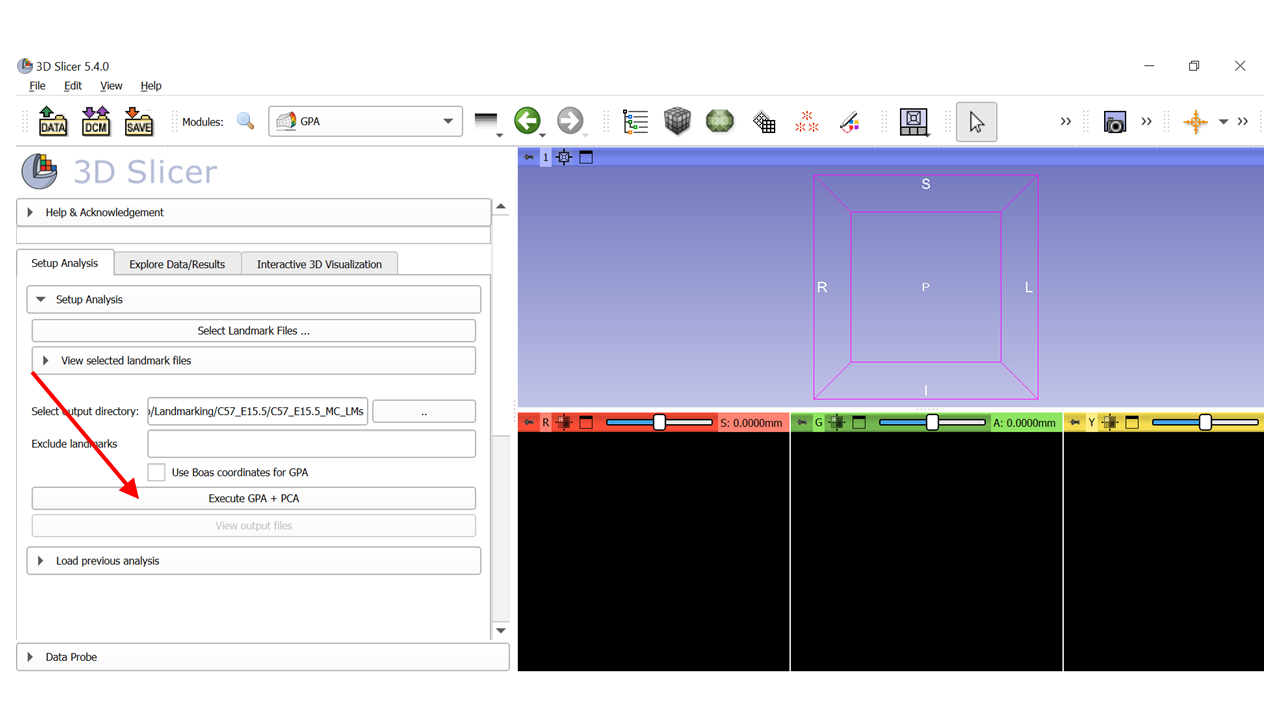 3D Slicer 5.4.0
File Edit View Help
DATA DCM SAVE Modules: GPA
3D Slicer
1
S
R P L
I
Help & Acknowledgement
Setup Analysis Explore Data/Results Interactive 3D Visualization
Setup Analysis
Select Landmark Files ...
View selected landmark files
Select output directory: ɔ/Landmarking/C57_E15.5/C57_E15.5_MC_LMs ..
Exclude landmarks
Use Boas coordinates for GPA
Execute GPA + PCA
View output files
Load previous analysis
Data Probe
R S: 0.0000mm G A: 0.0000mm Y